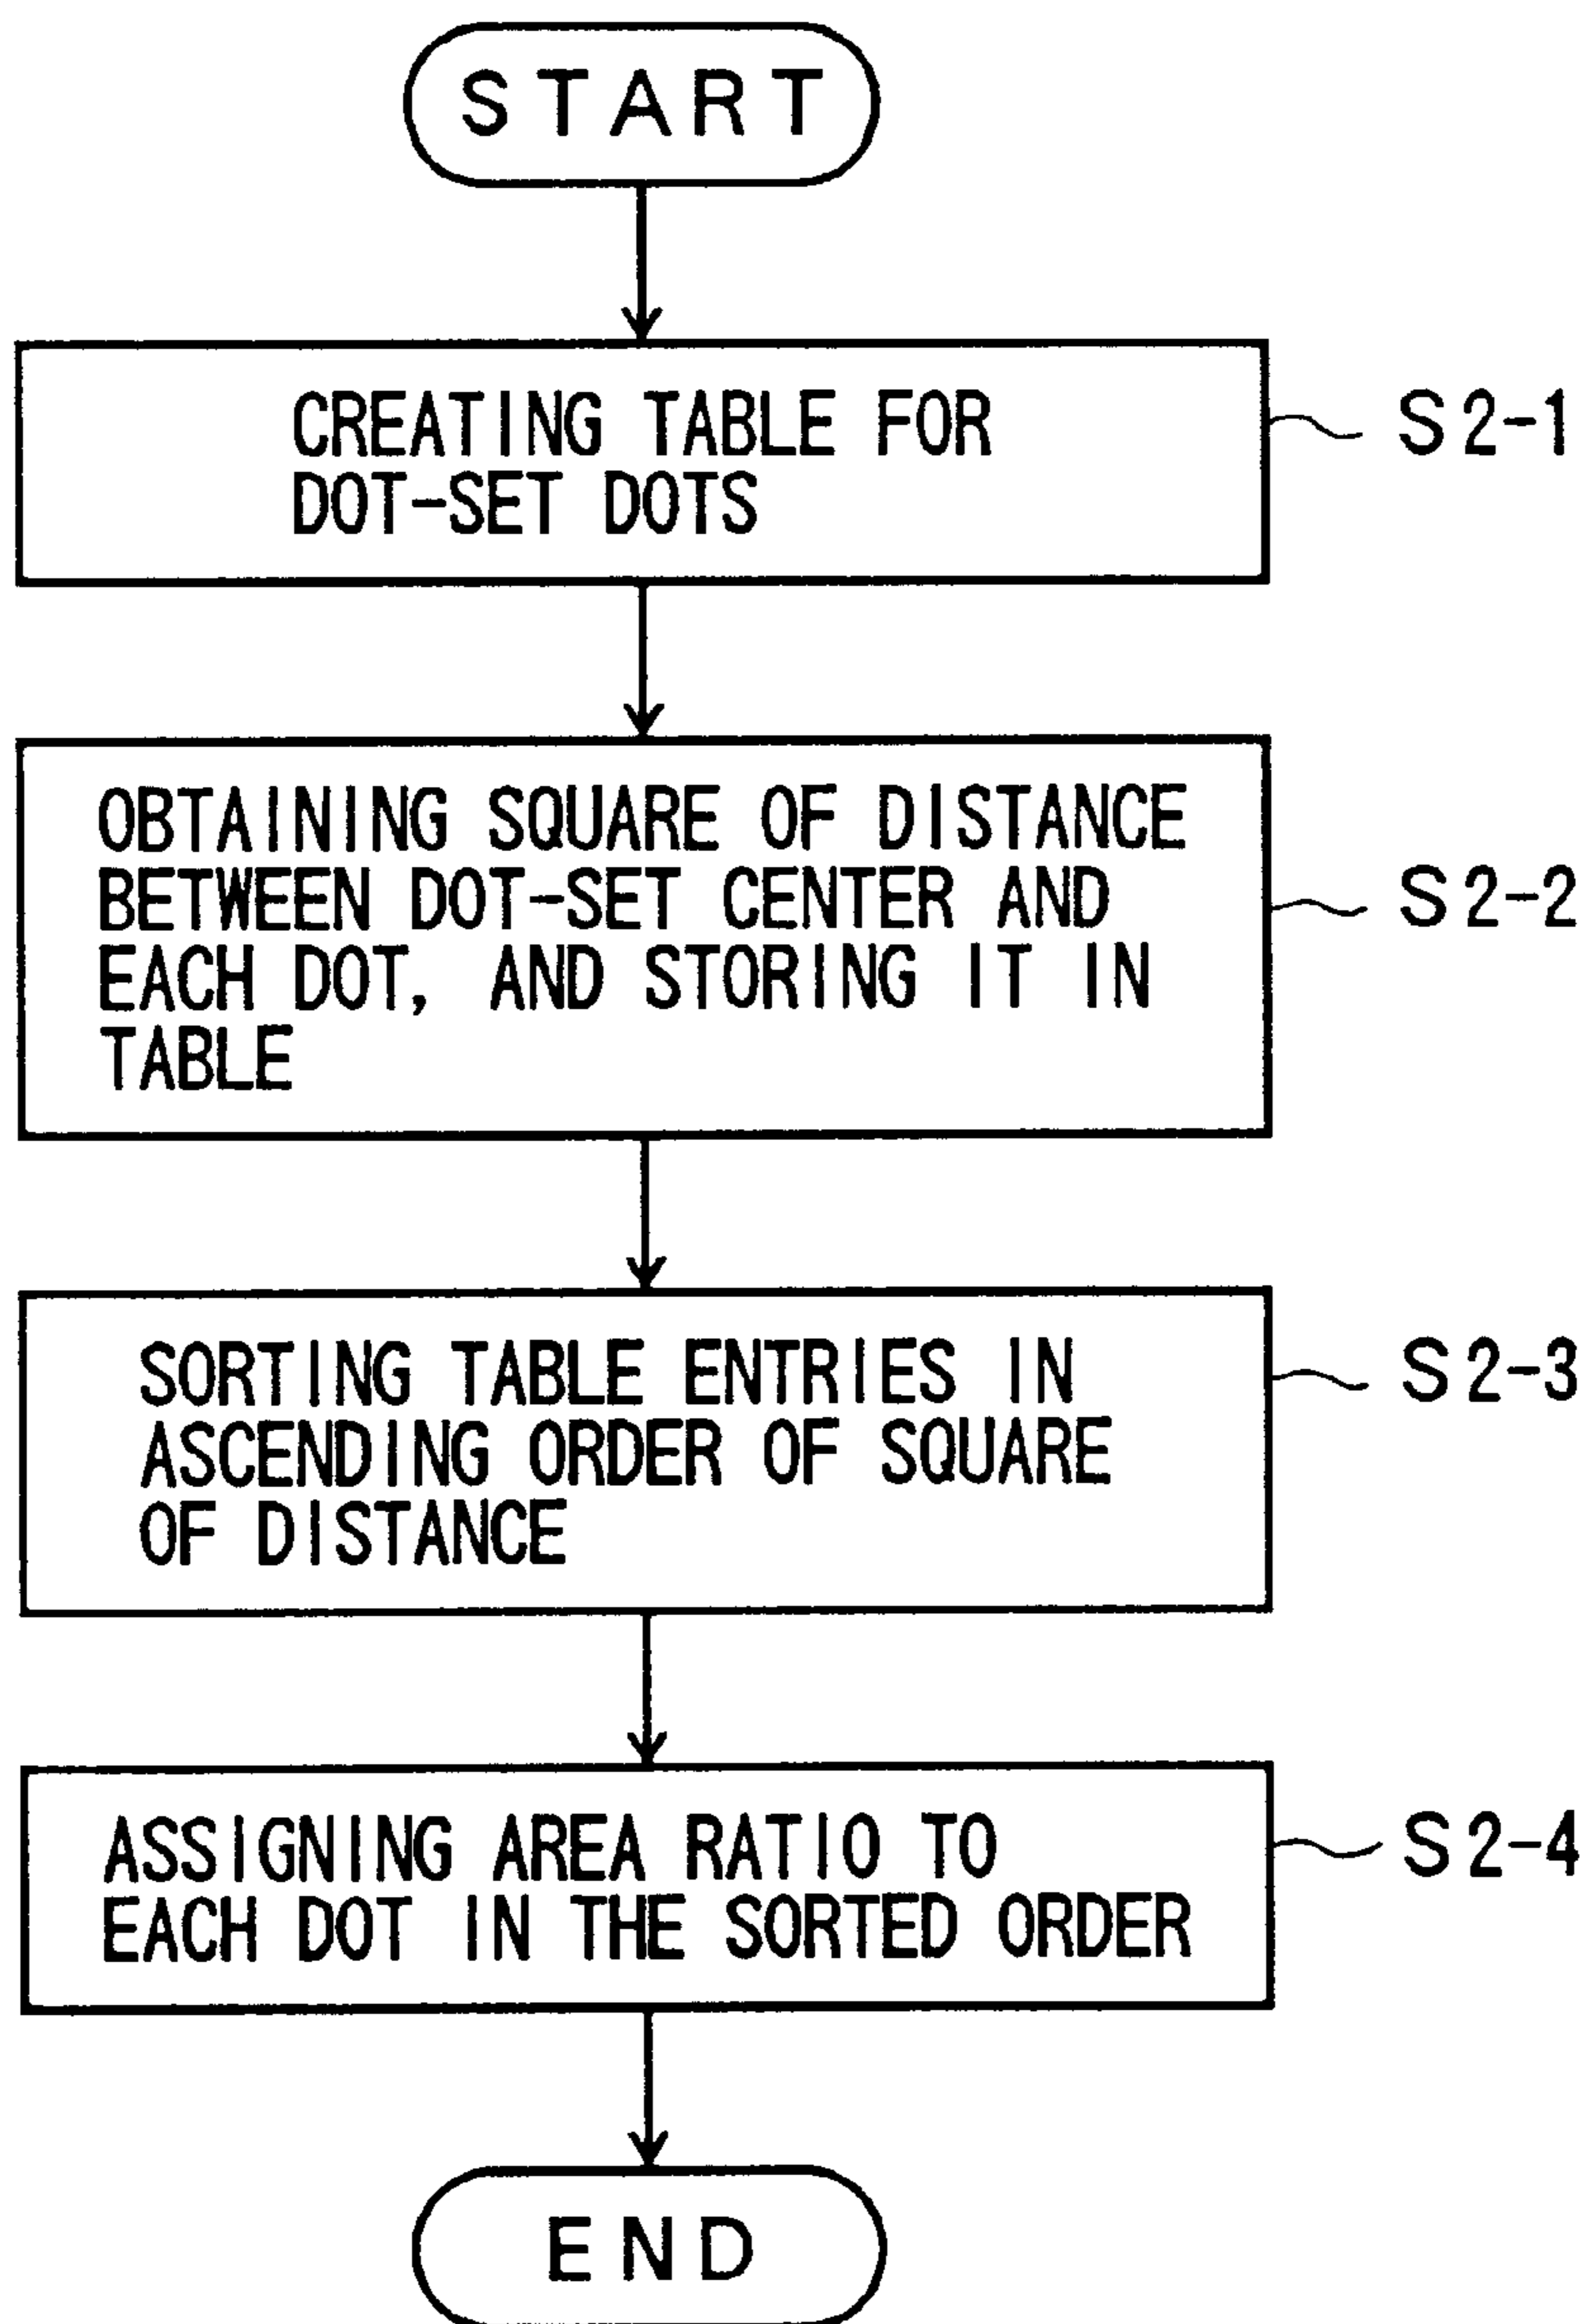 START
CREATING TABLE FOR
DOT-SET DOTS
S2-1
OBTAINING SQUARE OF DISTANCE
BETWEEN DOT-SET CENTER AND
EACH DOT, AND STORING IT IN
TABLE
S2-2
SORTING TABLE ENTRIES IN
ASCENDING ORDER OF SQUARE
OF DISTANCE
S2-3
ASSIGNING AREA RATIO TO
EACH DOT IN THE SORTED ORDER
S2-4
END